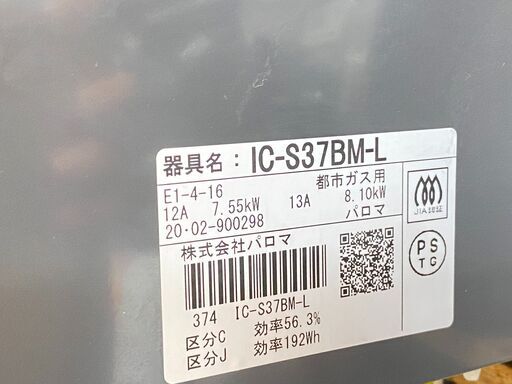 器具名：IC-S37BM-L
E1-4-16 都市ガス用
12A 7.55kW 13A 8.10kW
20・02-900298 パロマ
株式会社パロマ
374 IC-S37BM-L
区分C 効率56.3%
区分J 効率192Wh
JIA認証
PS
TG